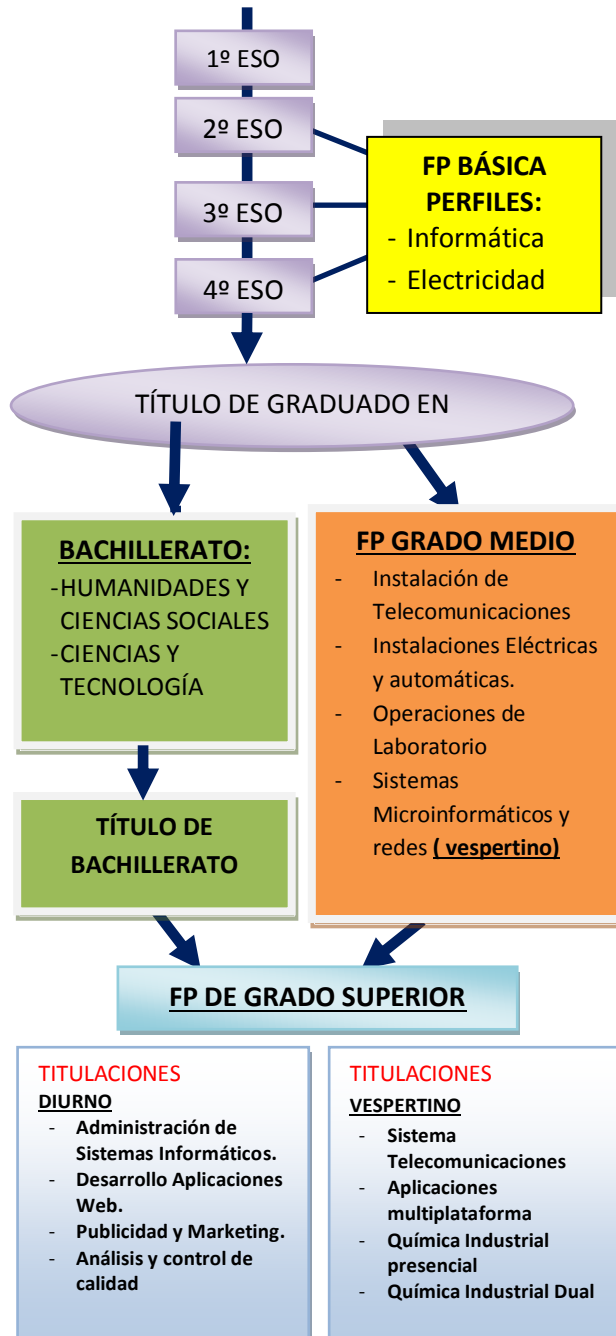 1º ESO
2º ESO
3º ESO
4º ESO
FP BÁSICA
PERFILES:
- Informática
- Electricidad
TÍTULO DE GRADUADO EN
BACHILLERATO:
-HUMANIDADES Y
CIENCIAS SOCIALES
-CIENCIAS Y
TECNOLOGÍA
FP GRADO MEDIO
- Instalación de
Telecomunicaciones
- Instalaciones Eléctricas
y automáticas.
- Operaciones de
Laboratorio
- Sistemas
Microinformáticos y
redes ( vespertino)
TÍTULO DE
BACHILLERATO
FP DE GRADO SUPERIOR
TITULACIONES
DIURNO
- Administración de
Sistemas Informáticos.
- Desarrollo Aplicaciones
Web.
- Publicidad y Marketing.
- Análisis y control de
calidad
TITULACIONES
VESPERTINO
- Sistema
Telecomunicaciones
- Aplicaciones
multiplataforma
- Química Industrial
presencial
- Química Industrial Dual